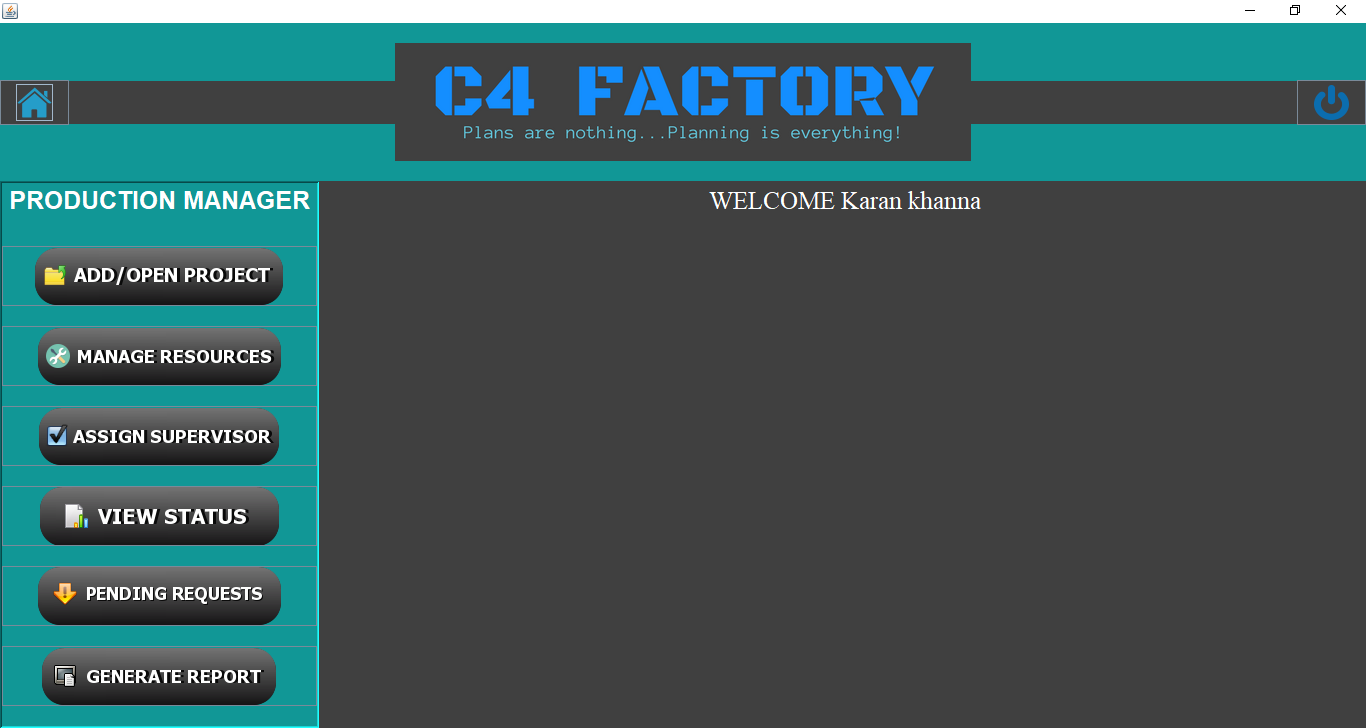 C4 FACTORY
Plans are nothing...Planning is everything!
PRODUCTION MANAGER
WELCOME Karan khanna
ADD/OPEN PROJECT
MANAGE RESOURCES
ASSIGN SUPERVISOR
VIEW STATUS
PENDING REQUESTS
GENERATE REPORT